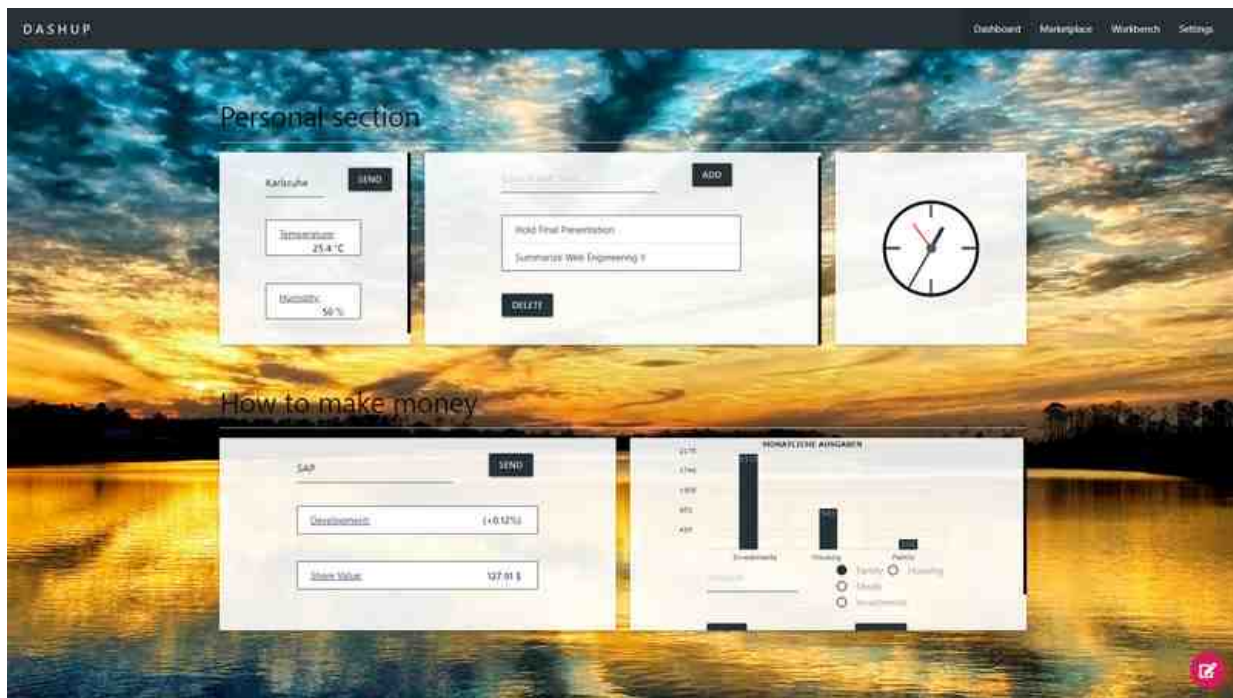 DASHUP
Dashboard Marketplace Workbench Settings
Personal section
Karlsruhe SEND
Temperature:
25.4 °C
Humidity:
50 %
ADD
Hold Final Presentation
Summarize Web Engineering II
DELETE
How to make money
SAP SEND
Development: (+0.12%)
Share Value: 127.01 $
MONATLICHE AUSGABEN
Investments Housing Family
Family Housing
Investments